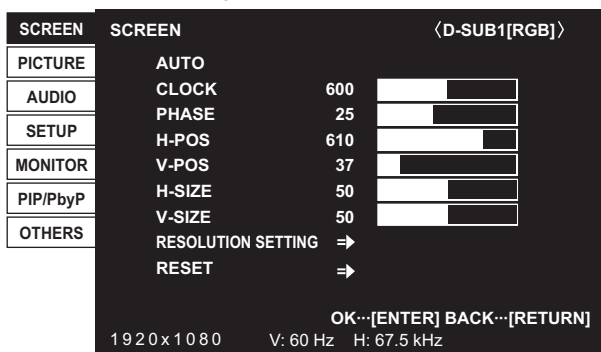 SCREEN
PICTURE
AUDIO
SETUP
MONITOR
PIP/PbyP
OTHERS
SCREEN 〈D-SUB1[RGB]〉
AUTO
CLOCK 600
PHASE 25
H-POS 610
V-POS 37
H-SIZE 50
V-SIZE 50
RESOLUTION SETTING ⇒
RESET ⇒
OK···[ENTER] BACK···[RETURN]
1920x1080 V: 60 Hz H: 67.5 kHz